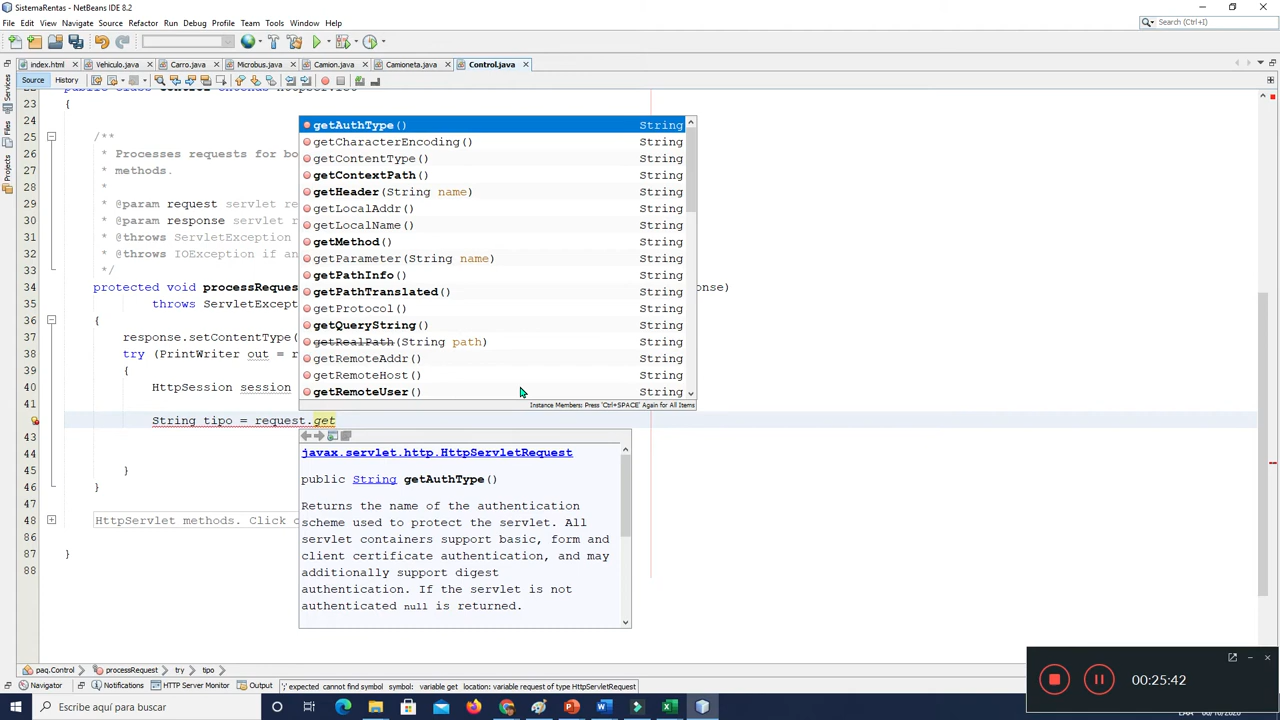 SistemaRentas - NetBeans IDE 8.2
File Edit View Navigate Source Refactor Run Debug Profile Team Tools Window Help
Search (Ctrl+I)
index.html Vehiculo.java Carro.java Microbus.java Camion.java Camioneta.java Control.java
Source History
Services
Files
Projects
23 {
24
25 /**
26 * Processes requests for bo
27 * methods.
28 *
29 * @param request servlet re
30 * @param response servlet r
31 * @throws ServletException
32 * @throws IOException if an
33 */
34 protected void processReque onse)
35 throws ServletExcept
36 {
37 response.setContentType(
38 try (PrintWriter out = r
39 {
40 HttpSession session
41
String tipo = request.get
43
44
45 }
46 }
47
48 HttpServlet methods. Click o
86
87 }
88
getAuthType() String
getCharacterEncoding() String
getContentType() String
getContextPath() String
getHeader(String name) String
getLocalAddr() String
getLocalName() String
getMethod() String
getParameter(String name) String
getPathInfo() String
getPathTranslated() String
getProtocol() String
getQueryString() String
getRealPath(String path) String
getRemoteAddr() String
getRemoteHost() String
getRemoteUser() String
Instance Members; Press 'Ctrl+SPACE' Again for All Items
javax.servlet.http.HttpServletRequest
public String getAuthType()
Returns the name of the authentication
scheme used to protect the servlet. All
servlet containers support basic, form and
client certificate authentication, and may
additionally support digest
authentication. If the servlet is not
authenticated null is returned.
paq.Control processRequest try tipo
Navigator Notifications HTTP Server Monitor Output ';' expected cannot find symbol symbol: variable get location: variable request of type HttpServletRequest
00:25:42
Escribe aquí para buscar